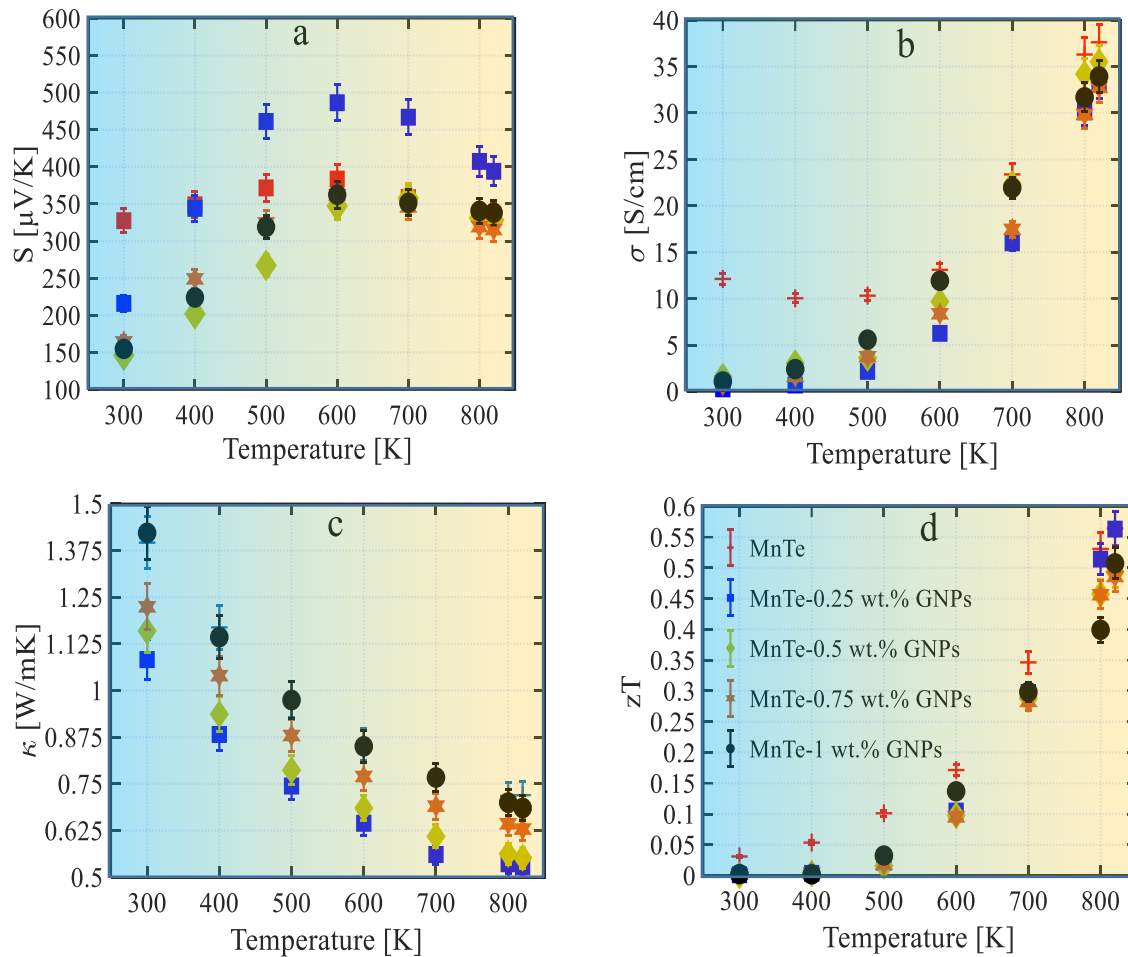 a
S [μV/K]
600
550
500
450
400
350
300
250
200
150
100
300 400 500 600 700 800
Temperature [K]
b
σ [S/cm]
40
35
30
25
20
15
10
5
0
300 400 500 600 700 800
Temperature [K]
c
κ [W/mK]
1.5
1.375
1.25
1.125
1
0.875
0.75
0.625
0.5
300 400 500 600 700 800
Temperature [K]
d
zT
0.6
0.55
0.5
0.45
0.4
0.35
0.3
0.25
0.2
0.15
0.1
0.05
0
MnTe
MnTe-0.25 wt.% GNPs
MnTe-0.5 wt.% GNPs
MnTe-0.75 wt.% GNPs
MnTe-1 wt.% GNPs
300 400 500 600 700 800
Temperature [K]